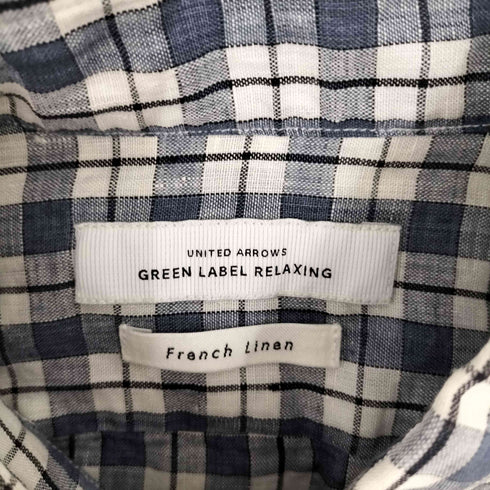 UNITED ARROWS
GREEN LABEL RELAXING
French Linen